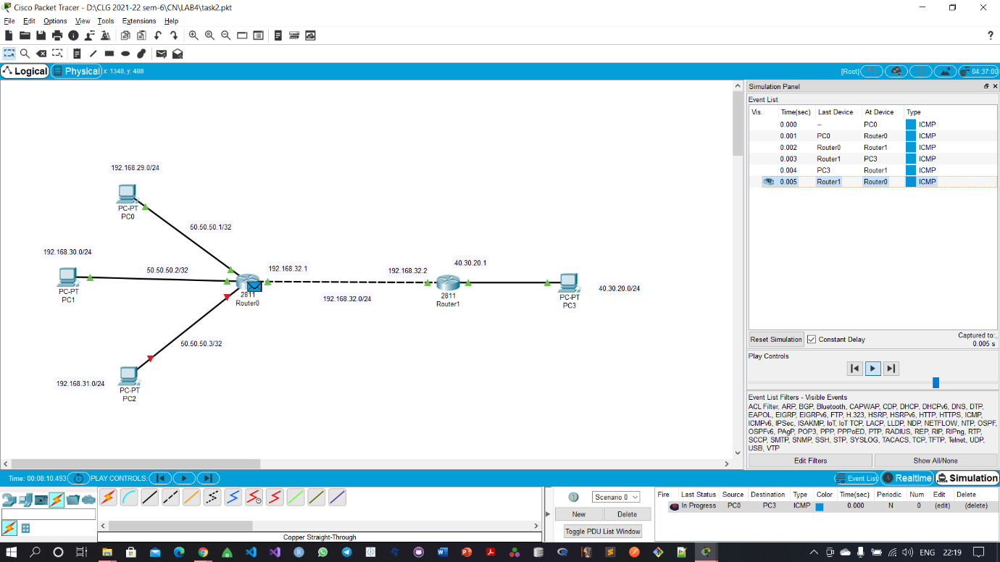 Cisco Packet Tracer - D:\CLG 2021-22 sem-6\CN\LAB4\task2.pkt
File Edit Options View Tools Extensions Help
Logical Physical x: 1348, y: 488 [Root] 04:37:00
Simulation Panel
Event List
Vis. Time(sec) Last Device At Device Type
0.000 -- PC0 ICMP
0.001 PC0 Router0 ICMP
0.002 Router0 Router1 ICMP
0.003 Router1 PC3 ICMP
0.004 PC3 Router1 ICMP
0.005 Router1 Router0 ICMP
192.168.29.0/24
PC-PT
PC0
50.50.50.1/32
192.168.30.0/24
PC-PT
PC1
50.50.50.2/32
192.168.32.1
2811
Router0
192.168.32.0/24
192.168.32.2
40.30.20.1
2811
Router1
PC-PT
PC3
40.30.20.0/24
50.50.50.3/32
192.168.31.0/24
PC-PT
PC2
Reset Simulation Constant Delay Captured to:
0.005 s
Play Controls
Event List Filters - Visible Events
ACL Filter, ARP, BGP, Bluetooth, CAPWAP, CDP, DHCP, DHCPv6, DNS, DTP,
EAPOL, EIGRP, EIGRPv6, FTP, H.323, HSRP, HSRPv6, HTTP, HTTPS, ICMP,
ICMPv6, IPSec, ISAKMP, IoT, IoT TCP, LACP, LLDP, NDP, NETFLOW, NTP, OSPF,
OSPFv6, PAgP, POP3, PPP, PPPoED, PTP, RADIUS, REP, RIP, RIPng, RTP,
SCCP, SMTP, SNMP, SSH, STP, SYSLOG, TACACS, TCP, TFTP, Telnet, UDP,
USB, VTP
Edit Filters Show All/None
Time: 00:08:10.493 PLAY CONTROLS: Event List Realtime Simulation
Scenario 0
New Delete
Toggle PDU List Window
Fire Last Status Source Destination Type Color Time(sec) Periodic Num Edit Delete
In Progress PC0 PC3 ICMP 0.000 N 0 (edit) (delete)
Copper Straight-Through
ENG 22:19